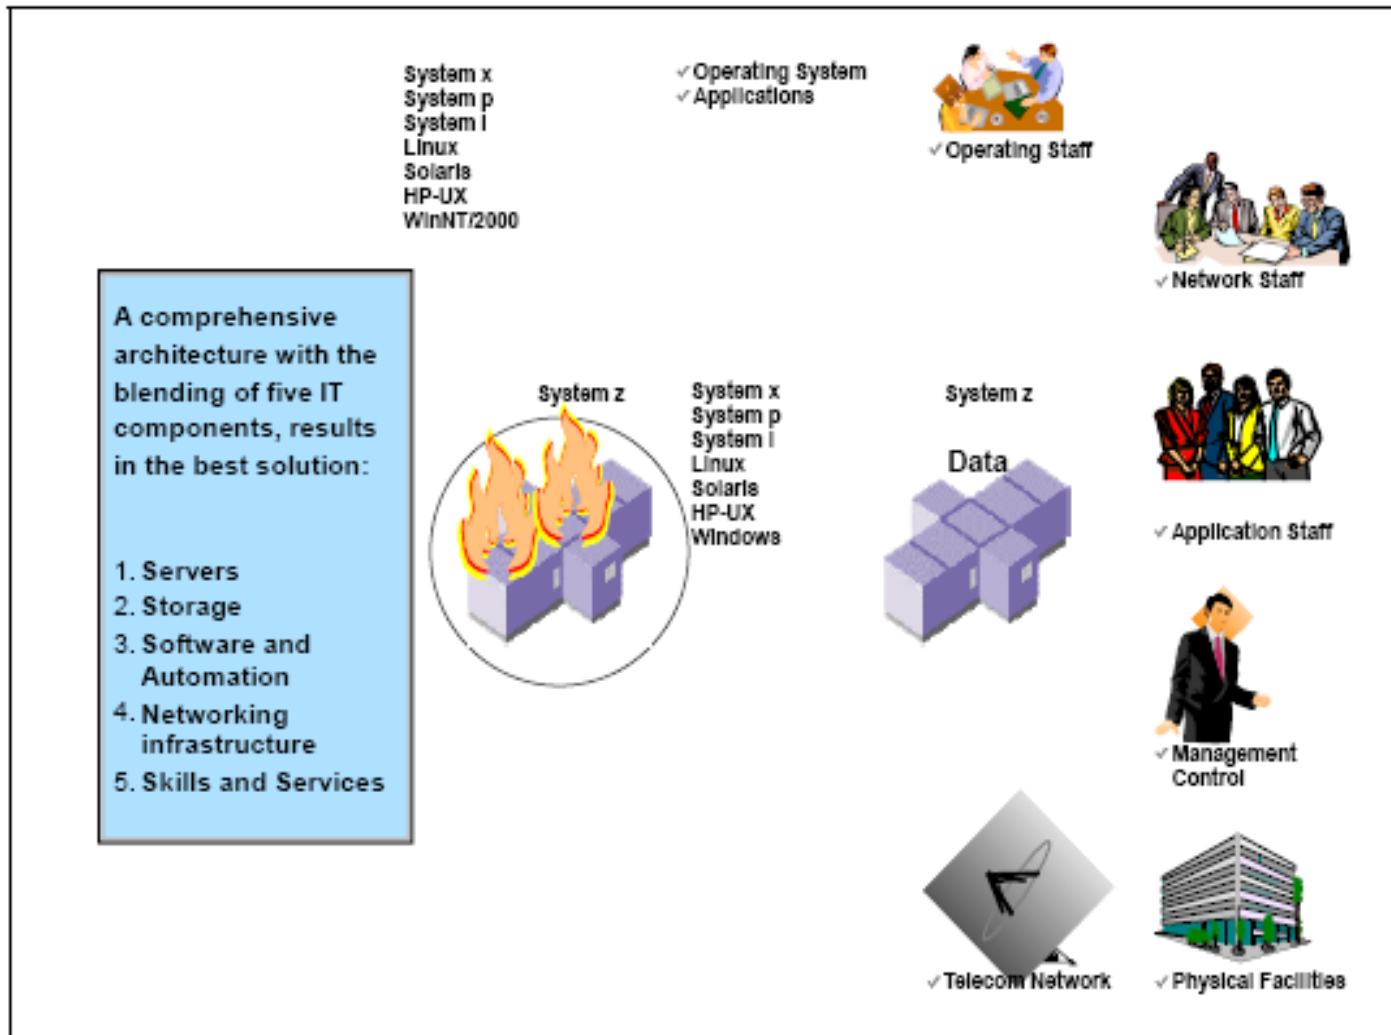 System x
System p
System i
Linux
Solaris
HP-UX
WinNT/2000
Operating System
Applications
Operating Staff
Network Staff
A comprehensive
architecture with the
blending of five IT
components, results
in the best solution:
1. Servers
2. Storage
3. Software and
Automation
4. Networking
infrastructure
5. Skills and Services
System z
System x
System p
System i
Linux
Solaris
HP-UX
Windows
System z
Data
Application Staff
Management
Control
Telecom Network
Physical Facilities